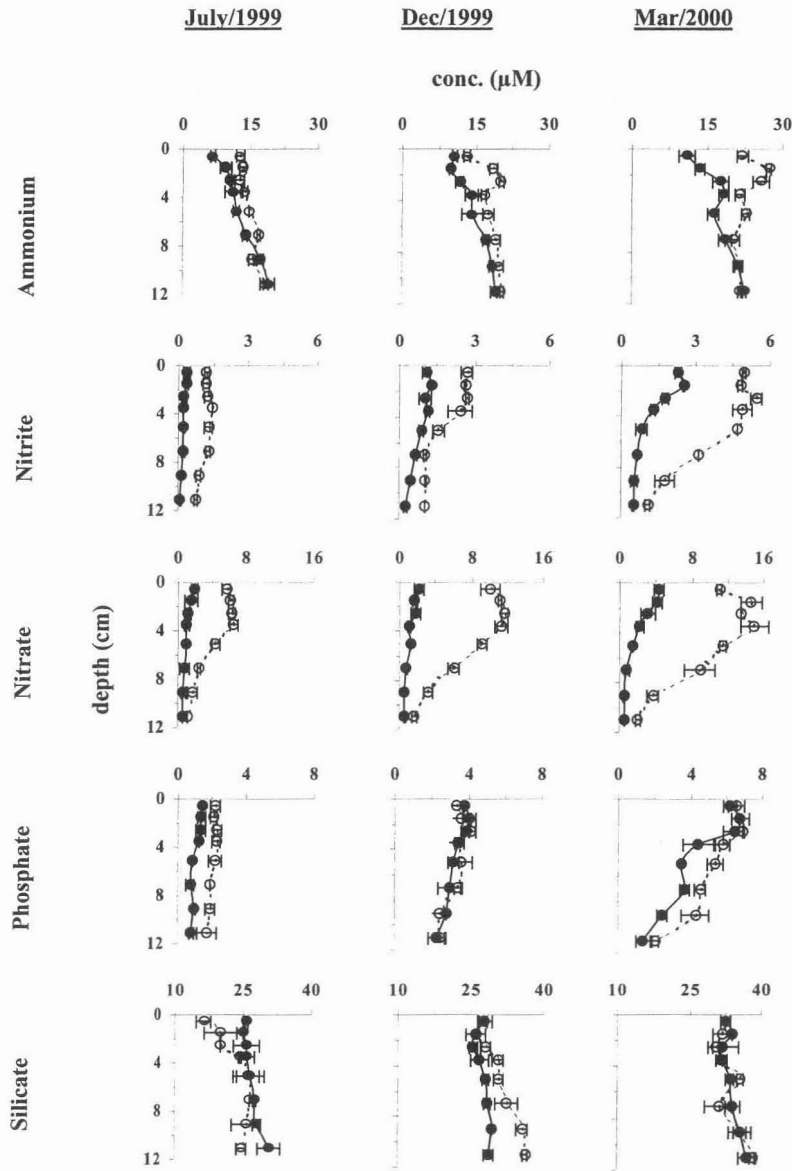 July/1999 Dec/1999 Mar/2000
conc. (µM)
0 15 30 0 15 30 0 15 30
Ammonium
0
4
8
12
0 3 6 0 3 6 0 3 6
Nitrite
0
4
8
12
0 8 16 0 8 16 0 8 16
Nitrate
depth (cm)
0
4
8
12
0 4 8 0 4 8 0 4 8
Phosphate
0
4
8
12
10 25 40 10 25 40 10 25 40
Silicate
0
4
8
12